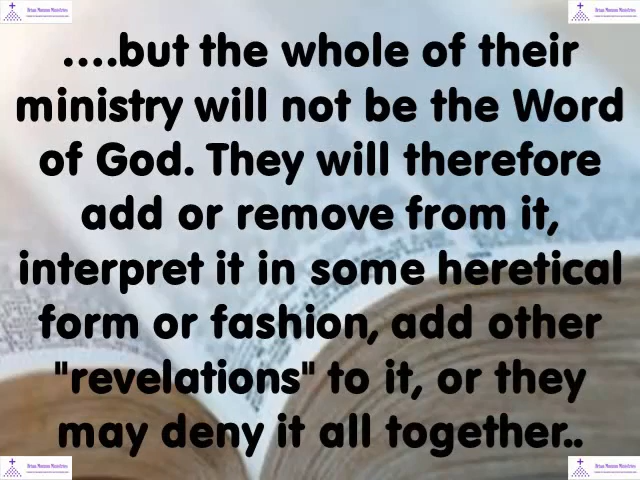 ....but the whole of their
ministry will not be the Word
of God. They will therefore
add or remove from it,
interpret it in some heretical
form or fashion, add other
"revelations" to it, or they
may deny it all together..